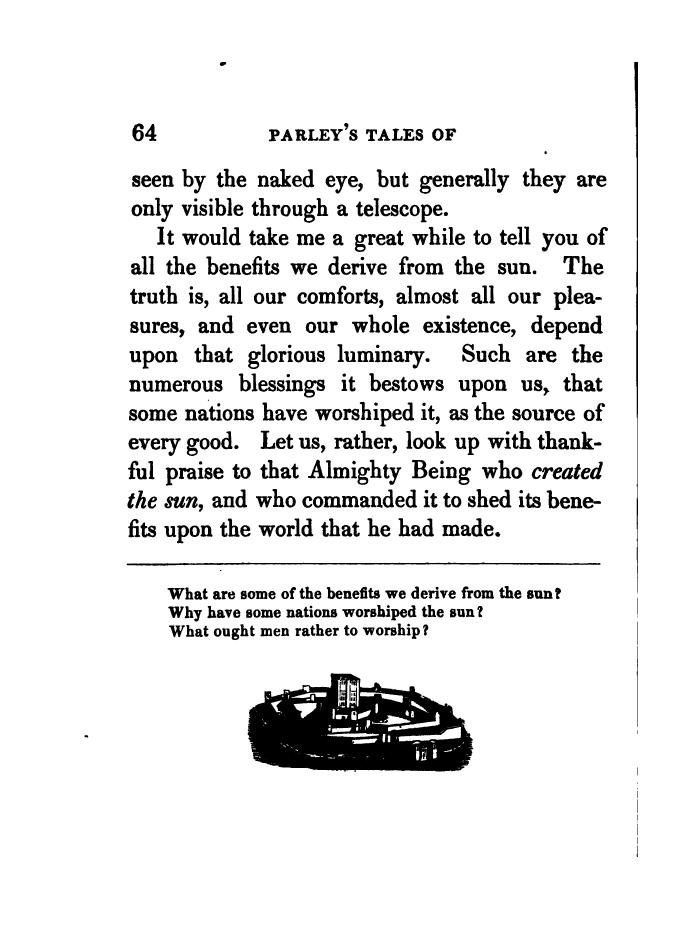 64 PARLEY'S TALES OF
seen by the naked eye, but generally they are
only visible through a telescope.
It would take me a great while to tell you of
all the benefits we derive from the sun. The
truth is, all our comforts, almost all our plea-
sures, and even our whole existence, depend
upon that glorious luminary. Such are the
numerous blessings it bestows upon us, that
some nations have worshiped it, as the source of
every good. Let us, rather, look up with thank-
ful praise to that Almighty Being who created
the sun, and who commanded it to shed its bene-
fits upon the world that he had made.
What are some of the benefits we derive from the sun?
Why have some nations worshiped the sun?
What ought men rather to worship?